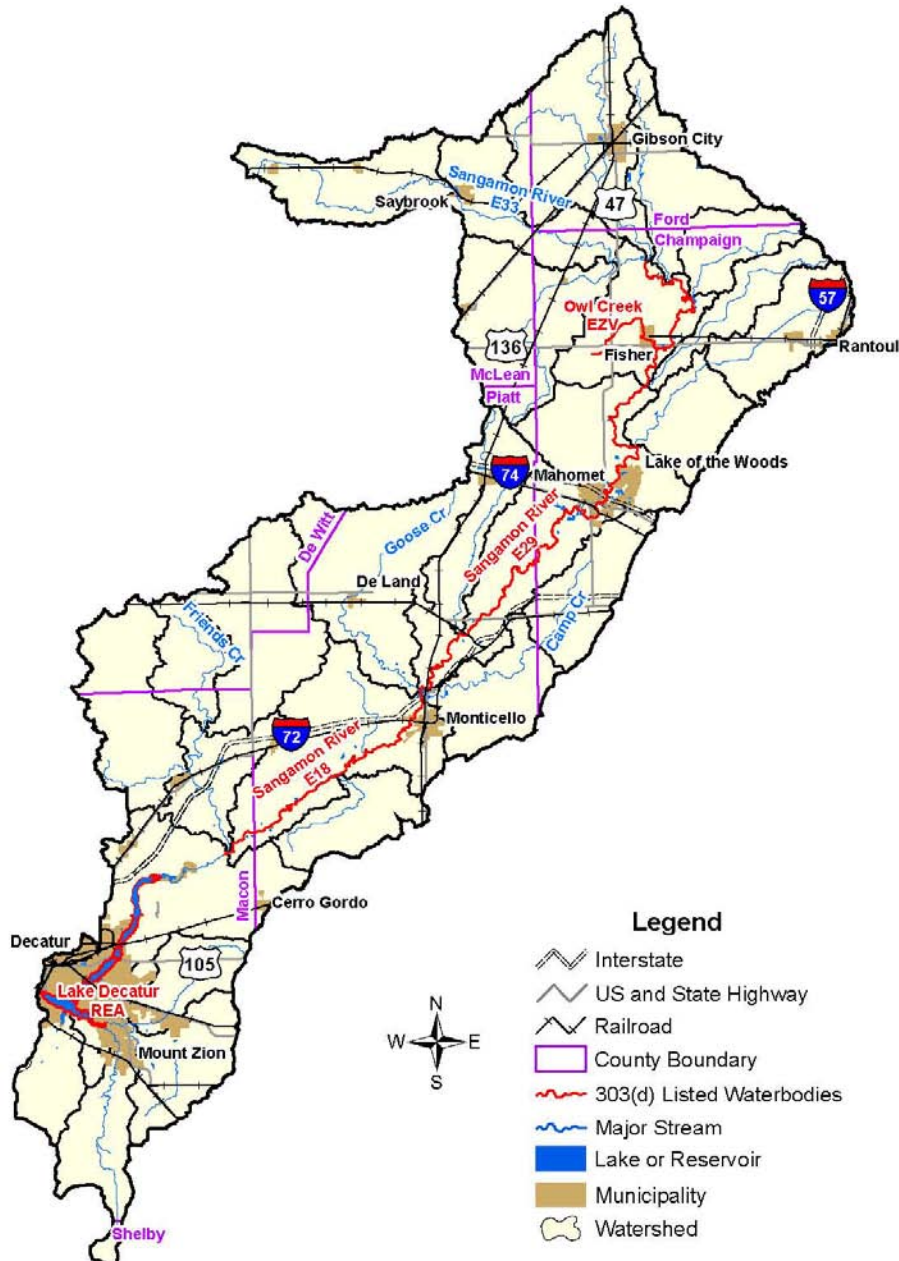 Gibson City
Sangamon River
E33
Saybrook
47
Ford
Champaign
57
Owl Creek
EZV
136
Fisher
Rantoul
McLean
Piatt
Lake of the Woods
74
Mahomet
Sangamon River
E29
Goose Cr.
De Witt
De Land
Friends Cr
Camp Cr
Monticello
72
Sangamon River
E18
Macon
Cerro Gordo
Decatur
105
Lake Decatur
REA
Mount Zion
Shelby
N
W E
S
Legend
Interstate
US and State Highway
Railroad
County Boundary
303(d) Listed Waterbodies
Major Stream
Lake or Reservoir
Municipality
Watershed